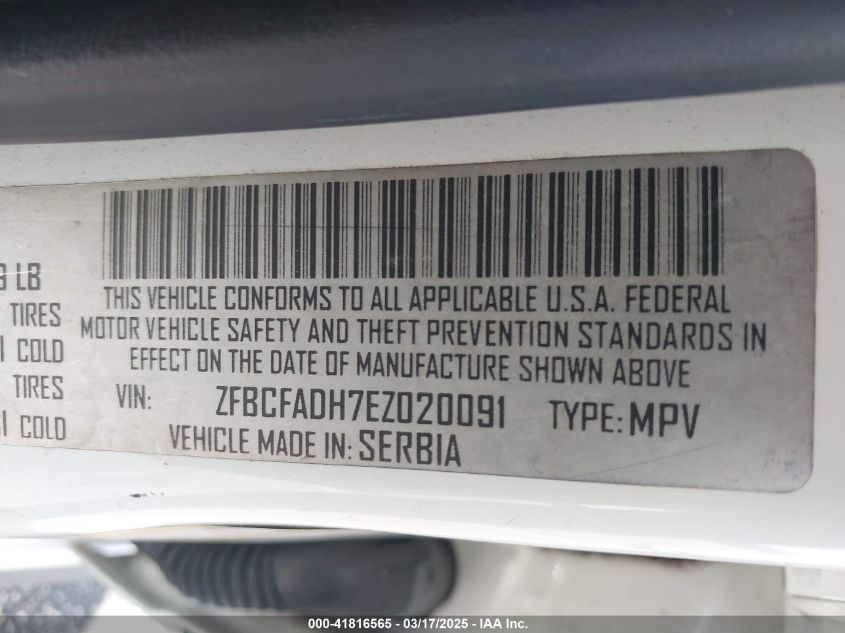 LB
TIRES
COLD
TIRES
COLD
THIS VEHICLE CONFORMS TO ALL APPLICABLE U.S.A. FEDERAL
MOTOR VEHICLE SAFETY AND THEFT PREVENTION STANDARDS IN
EFFECT ON THE DATE OF MANUFACTURE SHOWN ABOVE
VIN: ZFBCFADH7EZ020091 TYPE: MPV
VEHICLE MADE IN: SERBIA
000-41816565 — 03/17/2025 — IAA Inc.